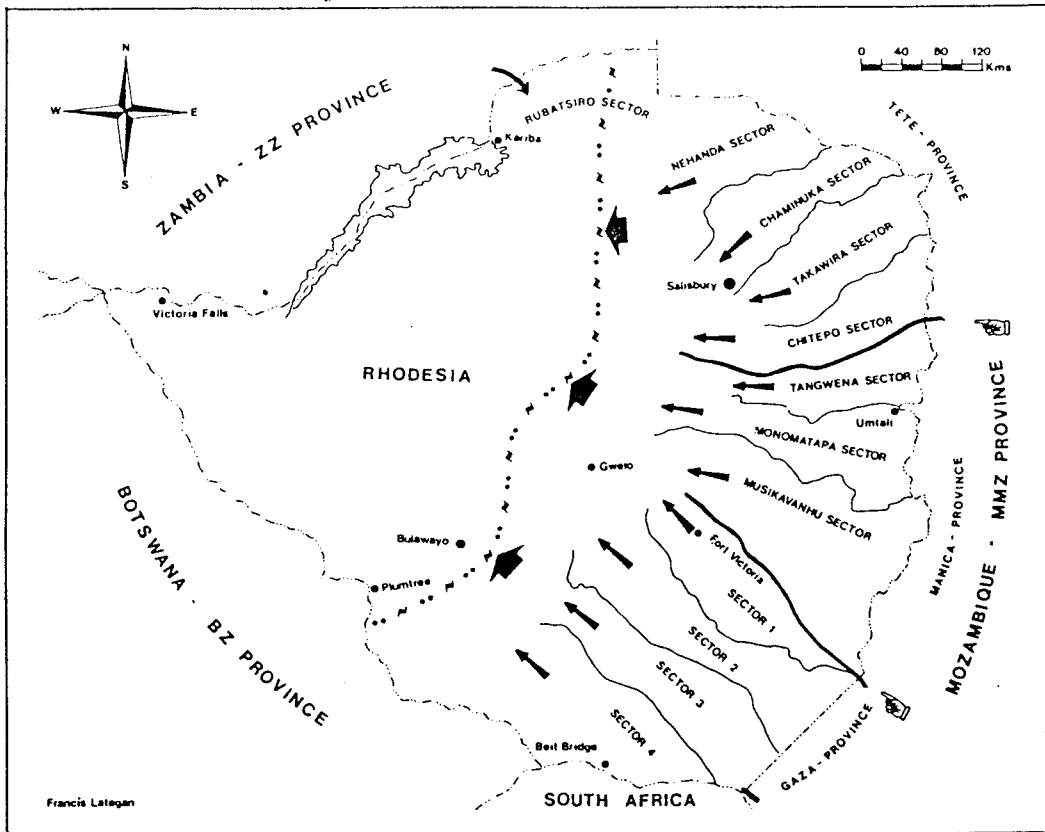 N
W E
S
0 40 80 120
Kms
ZAMBIA - ZZ PROVINCE
RUBATSIRO SECTOR
Kariba
TETE - PROVINCE
NEHANDA SECTOR
CHAMINUKA SECTOR
TAKAWIRA SECTOR
Salisbury
Victoria Falls
CHITEPO SECTOR
RHODESIA
TANGWENA SECTOR
Umtali
MONOMATAPA SECTOR
Gwelo
MUSIKAVANHU SECTOR
MANICA - PROVINCE
MOZAMBIQUE - MMZ PROVINCE
BOTSWANA - BZ PROVINCE
Bulawayo
Plumtree
Fort Victoria
SECTOR 1
SECTOR 2
SECTOR 3
SECTOR 4
Beit Bridge
GAZA - PROVINCE
SOUTH AFRICA
Francis Lategan